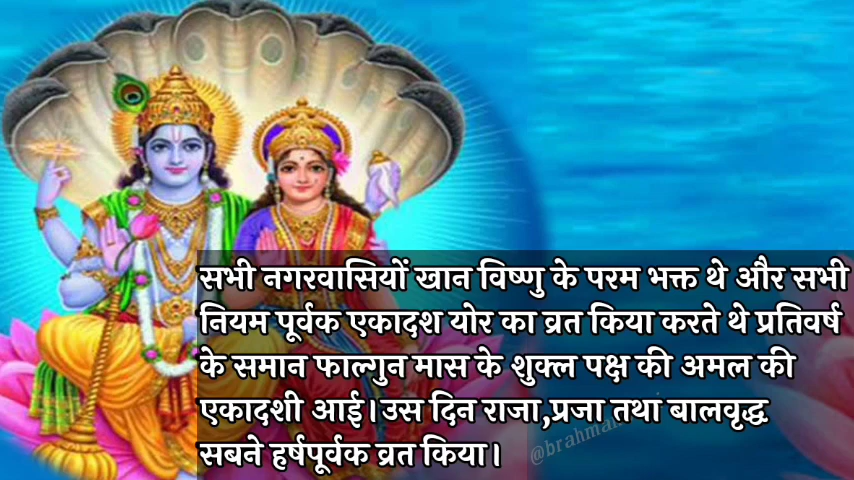 सभी नगरवासियों खान विष्णु के परम भक्त थे और सभी
नियम पूर्वक एकादश योर का व्रत किया करते थे प्रतिवर्ष
के समान फाल्गुन मास के शुक्ल पक्ष की अमल की
एकादशी आई। उस दिन राजा,प्रजा तथा बालवृद्ध
सबने हर्षपूर्वक व्रत किया।